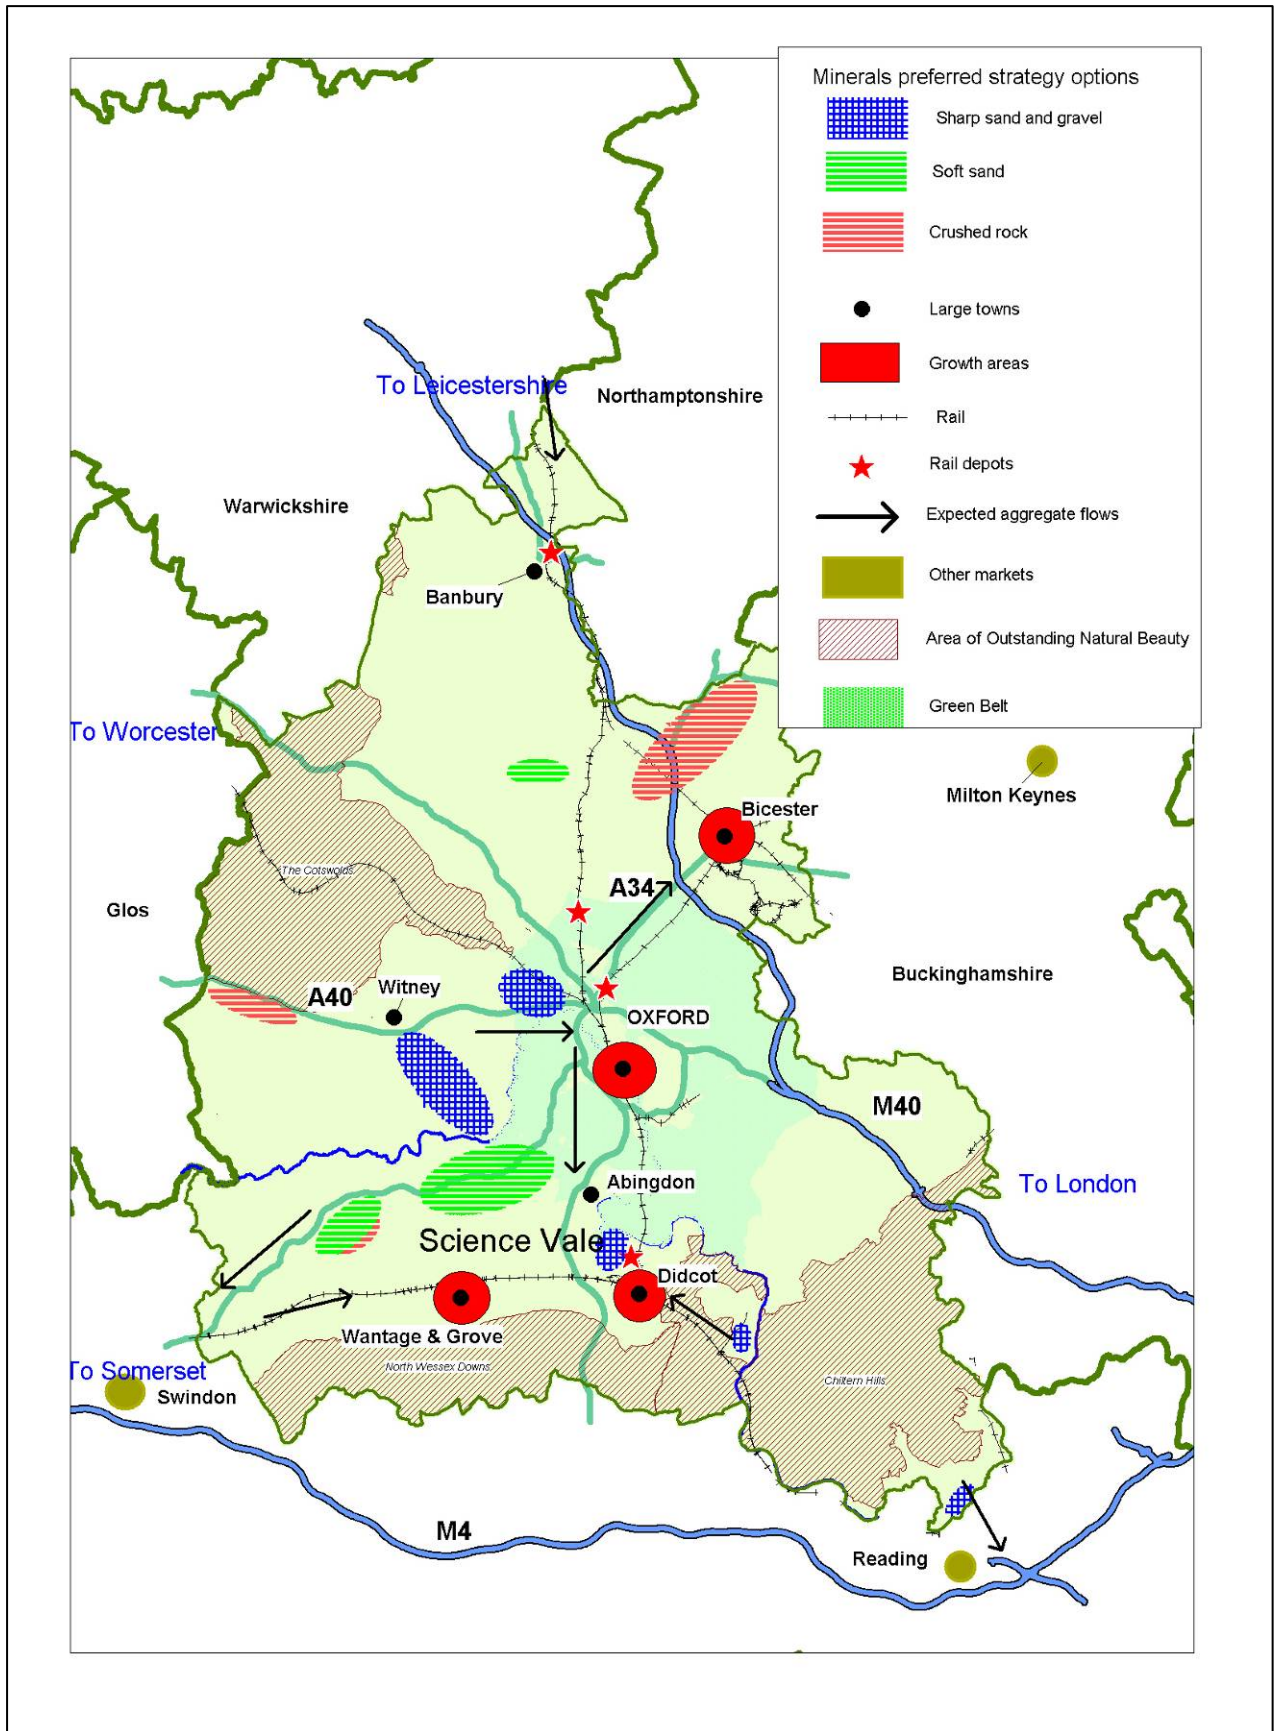 Minerals preferred strategy options
Sharp sand and gravel
Soft sand
Crushed rock
Large towns
Growth areas
Rail
Rail depots
Expected aggregate flows
Other markets
Area of Outstanding Natural Beauty
Green Belt
To Leicestershire
Northamptonshire
Warwickshire
Banbury
To Worcester
Milton Keynes
Bicester
The Cotswolds
A34
Glos
Buckinghamshire
Witney
A40
OXFORD
M40
Abingdon
To London
Science Vale
Didcot
Wantage & Grove
North Wessex Downs
To Somerset
Swindon
Chiltern Hills
M4
Reading